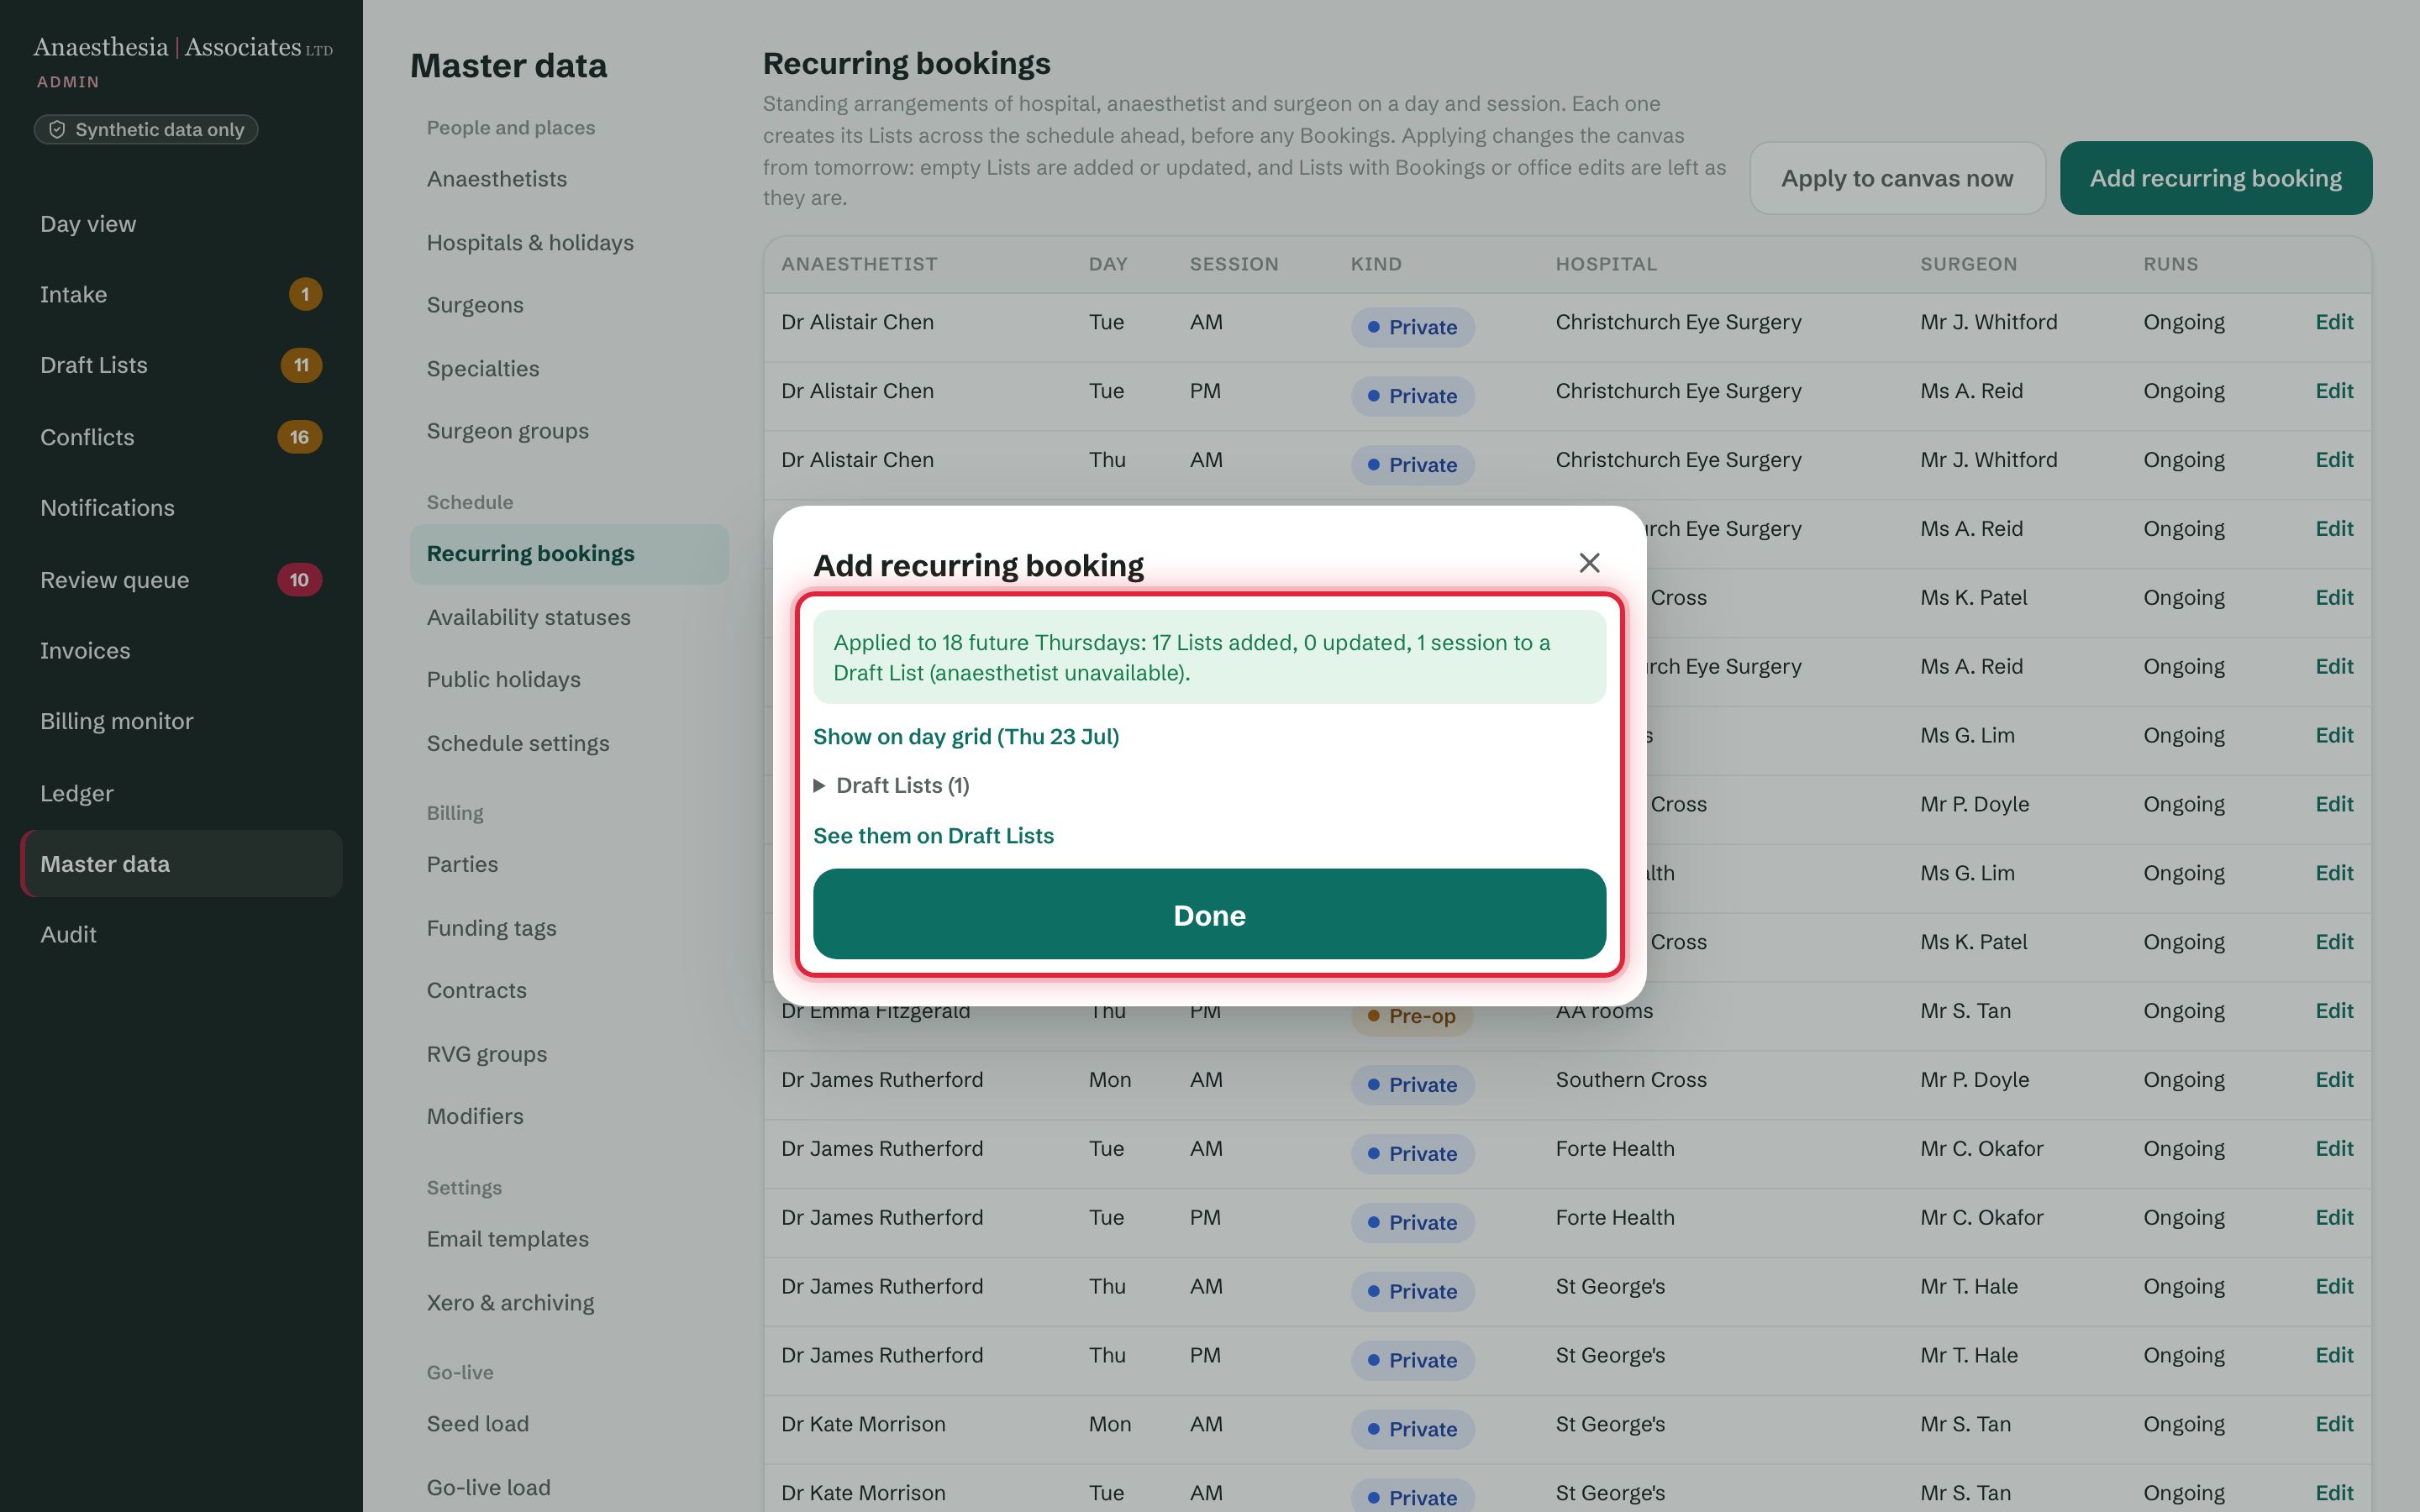 Anaesthesia | Associates LTD
ADMIN
Synthetic data only
Day view
Intake 1
Draft Lists 11
Conflicts 16
Notifications
Review queue 10
Invoices
Billing monitor
Ledger
Master data
Audit
Master data
People and places
Anaesthetists
Hospitals & holidays
Surgeons
Specialties
Surgeon groups
Schedule
Recurring bookings
Availability statuses
Public holidays
Schedule settings
Billing
Parties
Funding tags
Contracts
RVG groups
Modifiers
Settings
Email templates
Xero & archiving
Go-live
Seed load
Go-live load
Recurring bookings
Standing arrangements of hospital, anaesthetist and surgeon on a day and session. Each one
creates its Lists across the schedule ahead, before any Bookings. Applying changes the canvas
from tomorrow: empty Lists are added or updated, and Lists with Bookings or office edits are left as
they are.
Apply to canvas now
Add recurring booking
ANAESTHETIST DAY SESSION KIND HOSPITAL SURGEON RUNS
Dr Alistair Chen Tue AM Private Christchurch Eye Surgery Mr J. Whitford Ongoing Edit
Dr Alistair Chen Tue PM Private Christchurch Eye Surgery Ms A. Reid Ongoing Edit
Dr Alistair Chen Thu AM Private Christchurch Eye Surgery Mr J. Whitford Ongoing Edit
Eye Surgery Ms A. Reid Ongoing Edit
Cross Ms K. Patel Ongoing Edit
Eye Surgery Ms A. Reid Ongoing Edit
Ms G. Lim Ongoing Edit
Cross Mr P. Doyle Ongoing Edit
Ms G. Lim Ongoing Edit
Cross Ms K. Patel Ongoing Edit
Dr Emma Fitzgerald Thu PM Pre-op AA rooms Mr S. Tan Ongoing Edit
Dr James Rutherford Mon AM Private Southern Cross Mr P. Doyle Ongoing Edit
Dr James Rutherford Tue AM Private Forte Health Mr C. Okafor Ongoing Edit
Dr James Rutherford Tue PM Private Forte Health Mr C. Okafor Ongoing Edit
Dr James Rutherford Thu AM Private St George's Mr T. Hale Ongoing Edit
Dr James Rutherford Thu PM Private St George's Mr T. Hale Ongoing Edit
Dr Kate Morrison Mon AM Private St George's Mr S. Tan Ongoing Edit
Dr Kate Morrison Tue AM Private St George's Mr S. Tan Ongoing Edit
Add recurring booking
Applied to 18 future Thursdays: 17 Lists added, 0 updated, 1 session to a
Draft List (anaesthetist unavailable).
Show on day grid (Thu 23 Jul)
Draft Lists (1)
See them on Draft Lists
Done